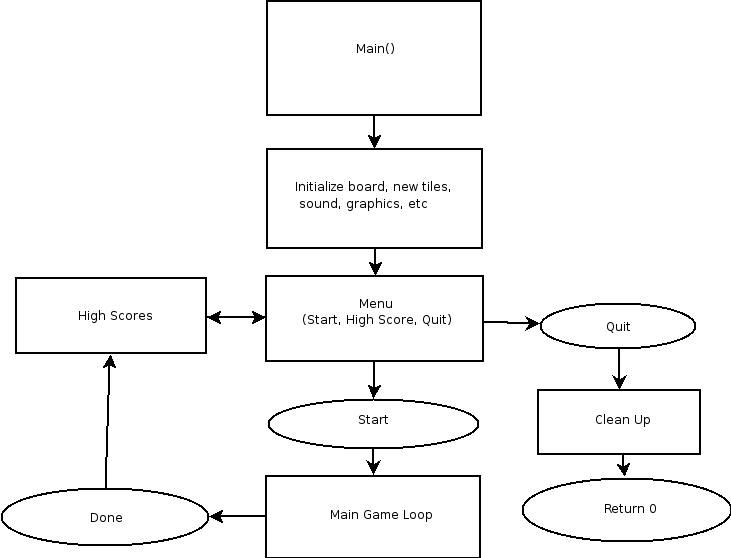 Main()
Initialize board, new tiles,
sound, graphics, etc
High Scores
Menu
(Start, High Score, Quit)
Quit
Start
Clean Up
Done
Main Game Loop
Return 0